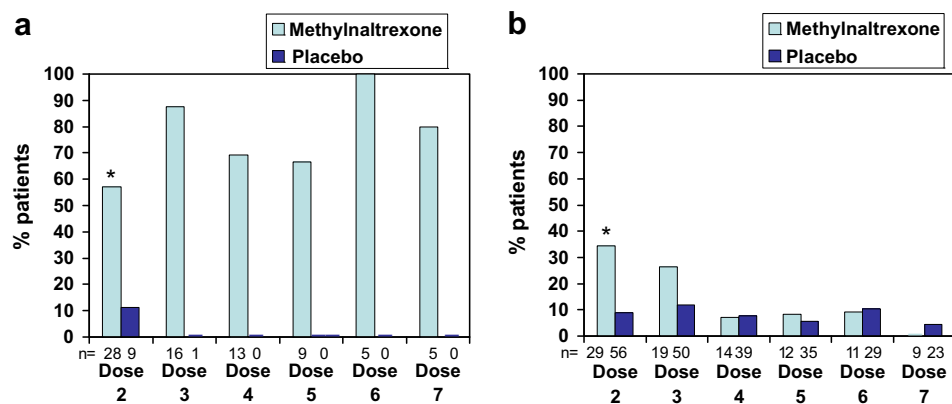 a
Methylnaltrexone
Placebo
% patients
100
90
80
70
60
50
40
30
20
10
0
*
n= 28 9 16 1 13 0 9 0 5 0 5 0
Dose Dose Dose Dose Dose Dose
2 3 4 5 6 7
b
Methylnaltrexone
Placebo
% patients
100
90
80
70
60
50
40
30
20
10
0
*
n= 29 56 19 50 14 39 12 35 11 29 9 23
Dose Dose Dose Dose Dose Dose
2 3 4 5 6 7